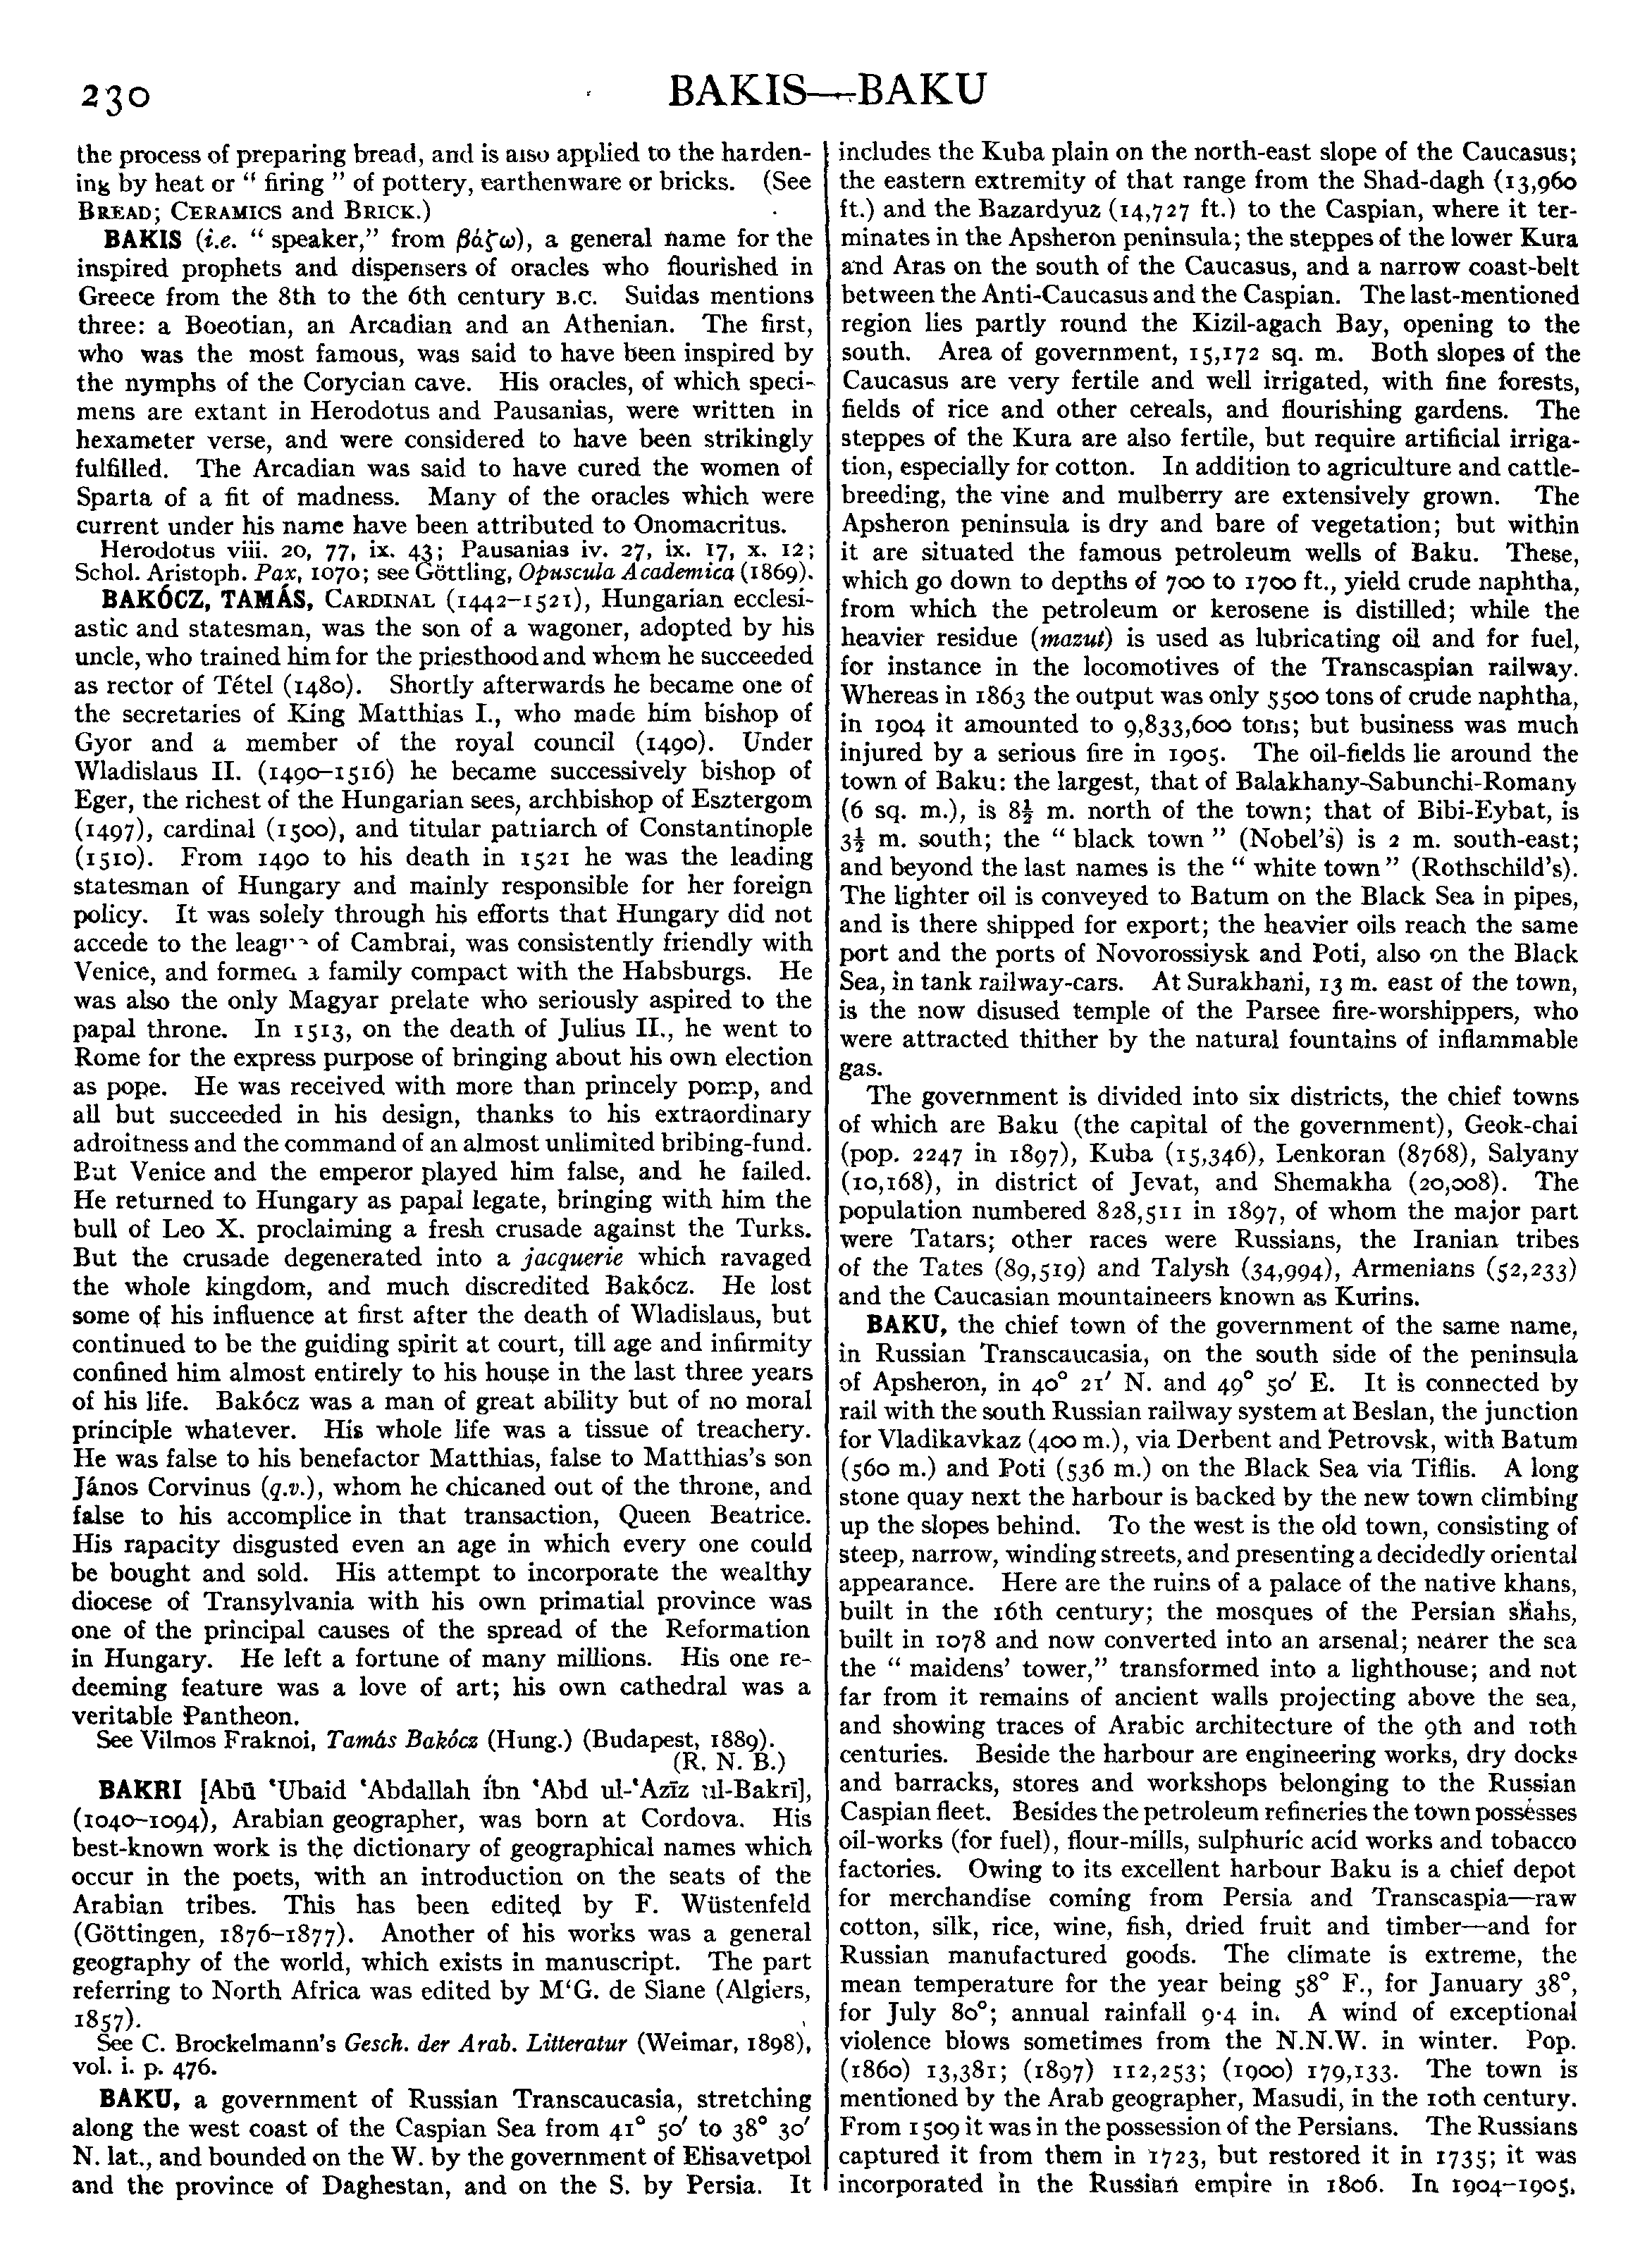 230
BAKIS—BAKU
the process of preparing bread, and is also applied to the harden-
ing by heat or “ firing ” of pottery, earthenware or bricks. (See
BREAD; CERAMICS and BRICK.)
BAKIS (i.e. “ speaker,” from βάζω), a general name for the
inspired prophets and dispensers of oracles who flourished in
Greece from the 8th to the 6th century B.C. Suidas mentions
three: a Boeotian, an Arcadian and an Athenian. The first,
who was the most famous, was said to have been inspired by
the nymphs of the Corycian cave. His oracles, of which speci-
mens are extant in Herodotus and Pausanias, were written in
hexameter verse, and were considered to have been strikingly
fulfilled. The Arcadian was said to have cured the women of
Sparta of a fit of madness. Many of the oracles which were
current under his name have been attributed to Onomacritus.
Herodotus viii. 20, 77, ix. 43; Pausanias iv. 27, ix. 17, x. 12;
Schol. Aristoph. Pax, 1070; see Göttling, Opuscula Academica (1869).
BAKÓCZ, TAMÁS, CARDINAL (1442–1521), Hungarian ecclesi-
astic and statesman, was the son of a wagoner, adopted by his
uncle, who trained him for the priesthood and whom he succeeded
as rector of Tétel (1480). Shortly afterwards he became one of
the secretaries of King Matthias I., who made him bishop of
Gyor and a member of the royal council (1490). Under
Wladislaus II. (1490–1516) he became successively bishop of
Eger, the richest of the Hungarian sees, archbishop of Esztergom
(1497), cardinal (1500), and titular patriarch of Constantinople
(1510). From 1490 to his death in 1521 he was the leading
statesman of Hungary and mainly responsible for her foreign
policy. It was solely through his efforts that Hungary did not
accede to the league of Cambrai, was consistently friendly with
Venice, and formed a family compact with the Habsburgs. He
was also the only Magyar prelate who seriously aspired to the
papal throne. In 1513, on the death of Julius II., he went to
Rome for the express purpose of bringing about his own election
as pope. He was received with more than princely pomp, and
all but succeeded in his design, thanks to his extraordinary
adroitness and the command of an almost unlimited bribing-fund.
But Venice and the emperor played him false, and he failed.
He returned to Hungary as papal legate, bringing with him the
bull of Leo X. proclaiming a fresh crusade against the Turks.
But the crusade degenerated into a jacquerie which ravaged
the whole kingdom, and much discredited Bakócz. He lost
some of his influence at first after the death of Wladislaus, but
continued to be the guiding spirit at court, till age and infirmity
confined him almost entirely to his house in the last three years
of his life. Bakócz was a man of great ability but of no moral
principle whatever. His whole life was a tissue of treachery.
He was false to his benefactor Matthias, false to Matthias’s son
János Corvinus (q.v.), whom he chicaned out of the throne, and
false to his accomplice in that transaction, Queen Beatrice.
His rapacity disgusted even an age in which every one could
be bought and sold. His attempt to incorporate the wealthy
diocese of Transylvania with his own primatial province was
one of the principal causes of the spread of the Reformation
in Hungary. He left a fortune of many millions. His one re-
deeming feature was a love of art; his own cathedral was a
veritable Pantheon.
See Vilmos Fraknoi, Tamás Bakócz (Hung.) (Budapest, 1889).
(R. N. B.)
BAKRI [Abū ‘Ubaid ‘Abdallah ibn ‘Abd ul-‘Azīz ul-Bakrī],
(1040–1094), Arabian geographer, was born at Cordova. His
best-known work is the dictionary of geographical names which
occur in the poets, with an introduction on the seats of the
Arabian tribes. This has been edited by F. Wüstenfeld
(Göttingen, 1876–1877). Another of his works was a general
geography of the world, which exists in manuscript. The part
referring to North Africa was edited by M‘G. de Slane (Algiers,
1857).
See C. Brockelmann’s Gesch. der Arab. Litteratur (Weimar, 1898),
vol. i. p. 476.
BAKU, a government of Russian Transcaucasia, stretching
along the west coast of the Caspian Sea from 41° 50′ to 38° 30′
N. lat., and bounded on the W. by the government of Elisavetpol
and the province of Daghestan, and on the S. by Persia. It
includes the Kuba plain on the north-east slope of the Caucasus;
the eastern extremity of that range from the Shad-dagh (13,960
ft.) and the Bazardyuz (14,727 ft.) to the Caspian, where it ter-
minates in the Apsheron peninsula; the steppes of the lower Kura
and Aras on the south of the Caucasus, and a narrow coast-belt
between the Anti-Caucasus and the Caspian. The last-mentioned
region lies partly round the Kizil-agach Bay, opening to the
south. Area of government, 15,172 sq. m. Both slopes of the
Caucasus are very fertile and well irrigated, with fine forests,
fields of rice and other cereals, and flourishing gardens. The
steppes of the Kura are also fertile, but require artificial irriga-
tion, especially for cotton. In addition to agriculture and cattle-
breeding, the vine and mulberry are extensively grown. The
Apsheron peninsula is dry and bare of vegetation; but within
it are situated the famous petroleum wells of Baku. These,
which go down to depths of 700 to 1700 ft., yield crude naphtha,
from which the petroleum or kerosene is distilled; while the
heavier residue (mazut) is used as lubricating oil and for fuel,
for instance in the locomotives of the Transcaspian railway.
Whereas in 1863 the output was only 5500 tons of crude naphtha,
in 1904 it amounted to 9,833,600 tons; but business was much
injured by a serious fire in 1905. The oil-fields lie around the
town of Baku: the largest, that of Balakhany-Sabunchi-Romany
(6 sq. m.), is 8½ m. north of the town; that of Bibi-Eybat, is
3½ m. south; the “ black town ” (Nobel’s) is 2 m. south-east;
and beyond the last names is the “ white town ” (Rothschild’s).
The lighter oil is conveyed to Batum on the Black Sea in pipes,
and is there shipped for export; the heavier oils reach the same
port and the ports of Novorossiysk and Poti, also on the Black
Sea, in tank railway-cars. At Surakhani, 13 m. east of the town,
is the now disused temple of the Parsee fire-worshippers, who
were attracted thither by the natural fountains of inflammable
gas.
The government is divided into six districts, the chief towns
of which are Baku (the capital of the government), Geok-chai
(pop. 2247 in 1897), Kuba (15,346), Lenkoran (8768), Salyany
(10,168), in district of Jevat, and Shemakha (20,008). The
population numbered 828,511 in 1897, of whom the major part
were Tatars; other races were Russians, the Iranian tribes
of the Tates (89,519) and Talysh (34,994), Armenians (52,233)
and the Caucasian mountaineers known as Kurins.
BAKU, the chief town of the government of the same name,
in Russian Transcaucasia, on the south side of the peninsula
of Apsheron, in 40° 21′ N. and 49° 50′ E. It is connected by
rail with the south Russian railway system at Beslan, the junction
for Vladikavkaz (400 m.), via Derbent and Petrovsk, with Batum
(560 m.) and Poti (536 m.) on the Black Sea via Tiflis. A long
stone quay next the harbour is backed by the new town climbing
up the slopes behind. To the west is the old town, consisting of
steep, narrow, winding streets, and presenting a decidedly oriental
appearance. Here are the ruins of a palace of the native khans,
built in the 16th century; the mosques of the Persian shahs,
built in 1078 and now converted into an arsenal; nearer the sea
the “ maidens’ tower,” transformed into a lighthouse; and not
far from it remains of ancient walls projecting above the sea,
and showing traces of Arabic architecture of the 9th and 10th
centuries. Beside the harbour are engineering works, dry docks
and barracks, stores and workshops belonging to the Russian
Caspian fleet. Besides the petroleum refineries the town possesses
oil-works (for fuel), flour-mills, sulphuric acid works and tobacco
factories. Owing to its excellent harbour Baku is a chief depot
for merchandise coming from Persia and Transcaspia—raw
cotton, silk, rice, wine, fish, dried fruit and timber—and for
Russian manufactured goods. The climate is extreme, the
mean temperature for the year being 58° F., for January 38°,
for July 80°; annual rainfall 9·4 in. A wind of exceptional
violence blows sometimes from the N.N.W. in winter. Pop.
(1860) 13,381; (1897) 112,253; (1900) 179,133. The town is
mentioned by the Arab geographer, Masudi, in the 10th century.
From 1509 it was in the possession of the Persians. The Russians
captured it from them in 1723, but restored it in 1735; it was
incorporated in the Russian empire in 1806. In 1904–1905,